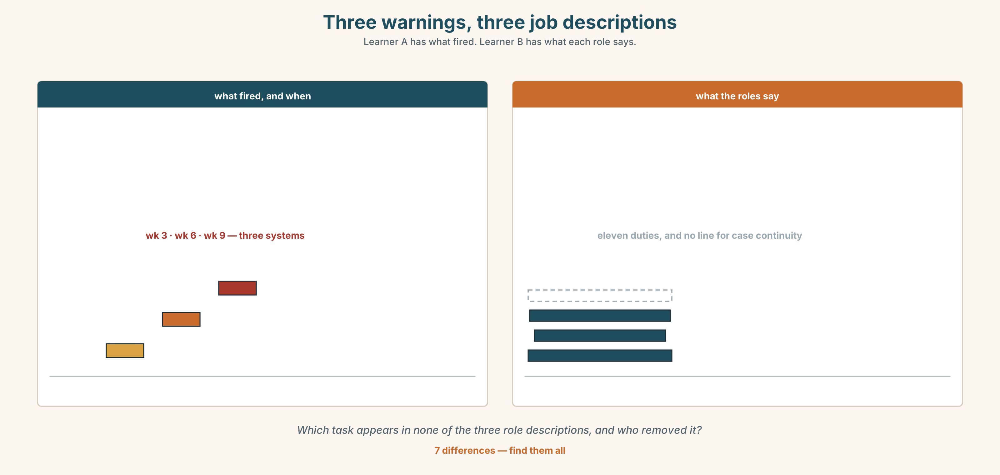 Three warnings, three job descriptions
Learner A has what fired. Learner B has what each role says.
what fired, and when
wk 3 · wk 6 · wk 9 — three systems
what the roles say
eleven duties, and no line for case continuity
Which task appears in none of the three role descriptions, and who removed it?
7 differences — find them all